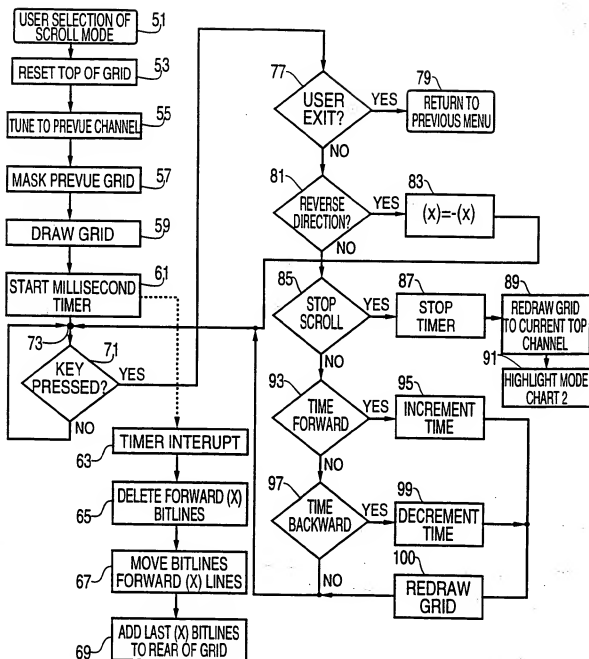 USER SELECTION OF
SCROLL MODE
51
RESET TOP OF GRID
53
TUNE TO PREVUE CHANNEL
55
MASK PREVUE GRID
57
DRAW GRID
59
61
START MILLISECOND
TIMER
73
71
KEY
PRESSED?
YES
NO
TIMER INTERUPT
63
DELETE FORWARD (X)
BITLINES
65
MOVE BITLINES
FORWARD (X) LINES
67
ADD LAST (X) BITLINES
TO REAR OF GRID
69
77
USER
EXIT?
YES
79
RETURN TO
PREVIOUS MENU
NO
81
REVERSE
DIRECTION?
YES
83
(x)=-(x)
NO
85
STOP
SCROLL
YES
87
STOP
TIMER
89
REDRAW GRID
TO CURRENT TOP
CHANNEL
91
HIGHLIGHT MODE
CHART 2
NO
93
TIME
FORWARD
YES
95
INCREMENT
TIME
NO
97
TIME
BACKWARD
YES
99
DECREMENT
TIME
NO
100
REDRAW
GRID